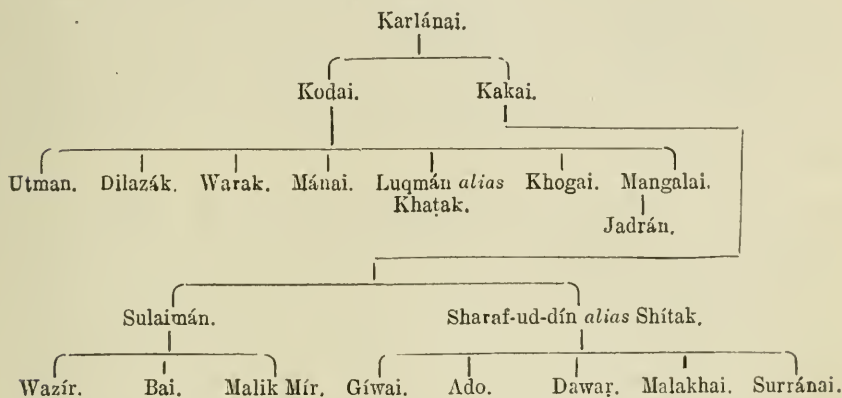 Karlánai.
Kodai. Kakai.
Utman. Dilazák. Warak. Mánai. Luqmán alias Khogai. Mangalai.
Khaṭak.
Jadrán.
Sulaimán. Sharaf-ud-dín alias Shítak.
Wazír. Bai. Malik Mír. Gíwai. Ado. Dawaṛ. Malakhai. Surránai.